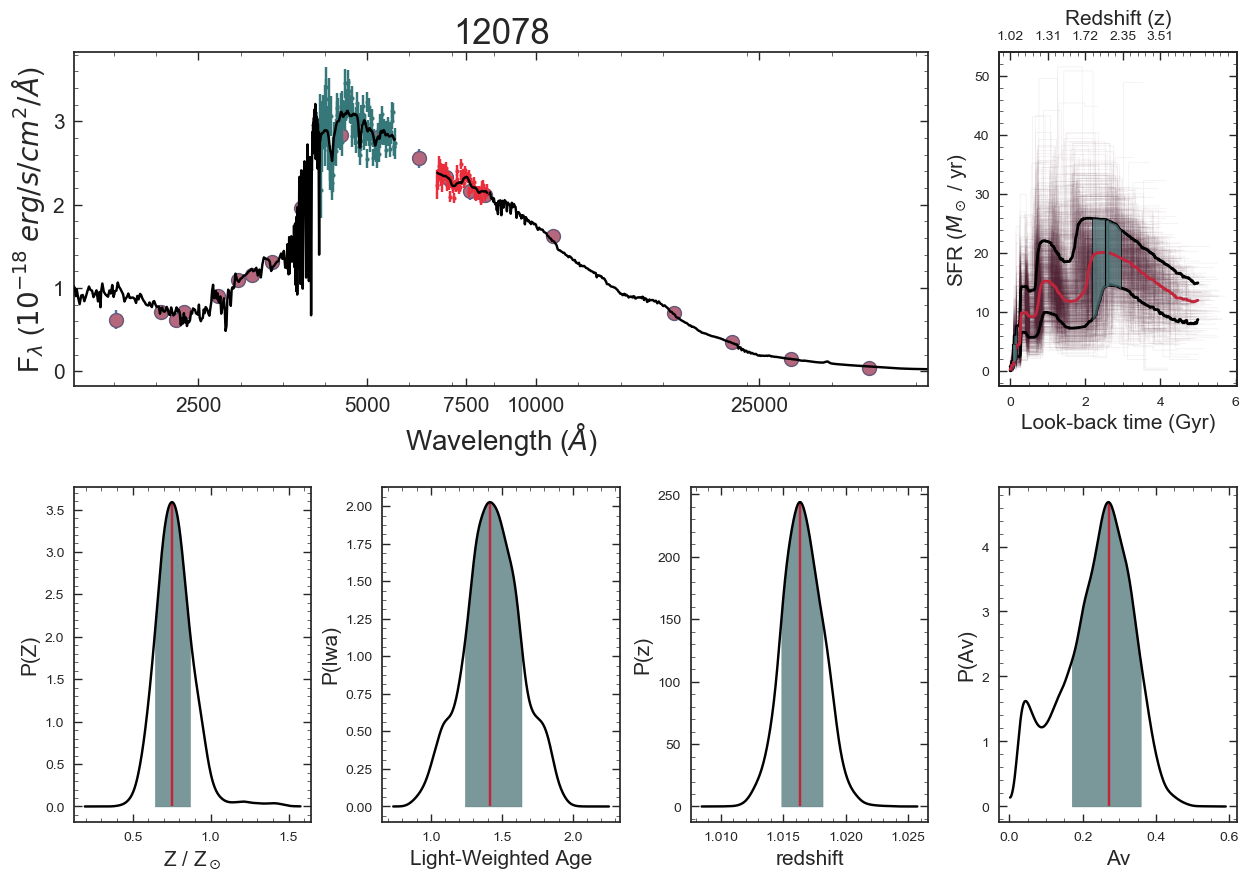 12078
Redshift (z)
1.02 1.31 1.72 2.35 3.51
F_λ (10^{-18} erg/s/cm^2/Å)
3
2
1
0
2500 5000 7500 10000 25000
Wavelength (Å)
SFR (M_⊙ / yr)
50
40
30
20
10
0
0 2 4 6
Look-back time (Gyr)
P(Z)
3.5
3.0
2.5
2.0
1.5
1.0
0.5
0.0
0.5 1.0 1.5
Z / Z_⊙
P(lwa)
2.00
1.75
1.50
1.25
1.00
0.75
0.50
0.25
0.00
1.0 1.5 2.0
Light-Weighted Age
P(z)
250
200
150
100
50
0
1.010 1.015 1.020 1.025
redshift
P(Av)
4
3
2
1
0
0.0 0.2 0.4 0.6
Av